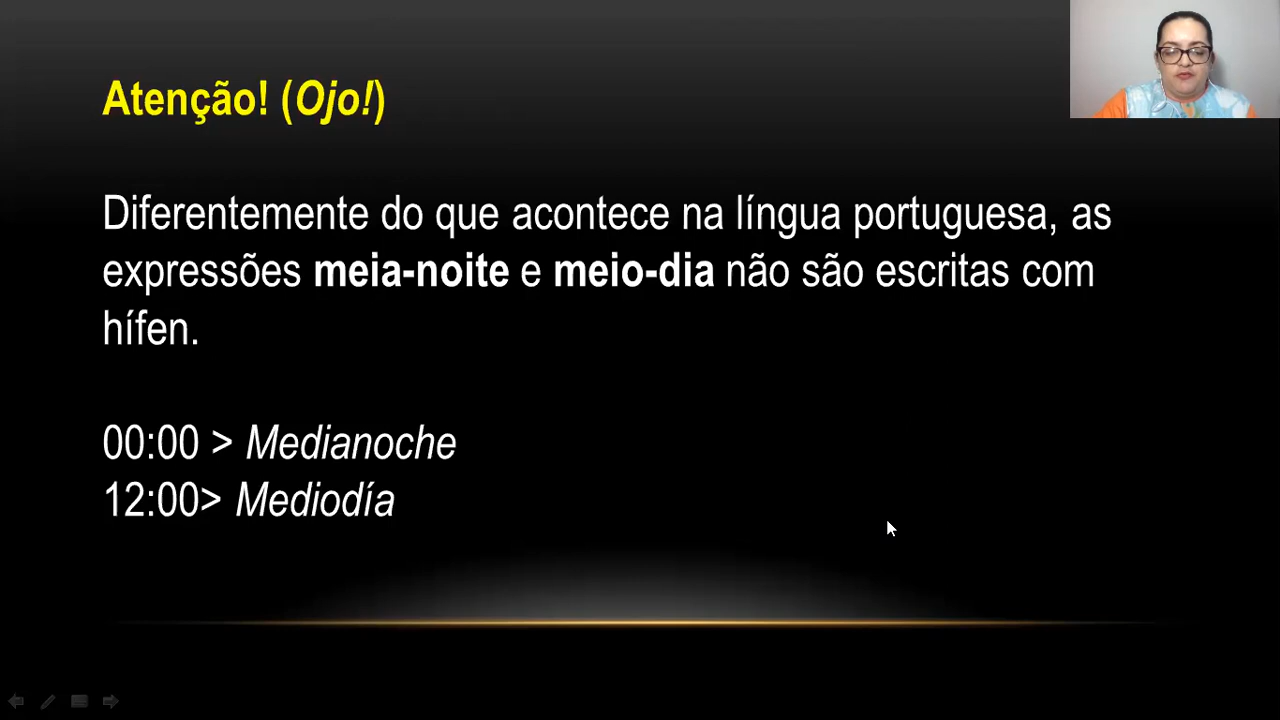 Atenção! (Ojo!)
Diferentemente do que acontece na língua portuguesa, as
expressões meia-noite e meio-dia não são escritas com
hífen.
00:00 > Medianoche
12:00> Mediodía